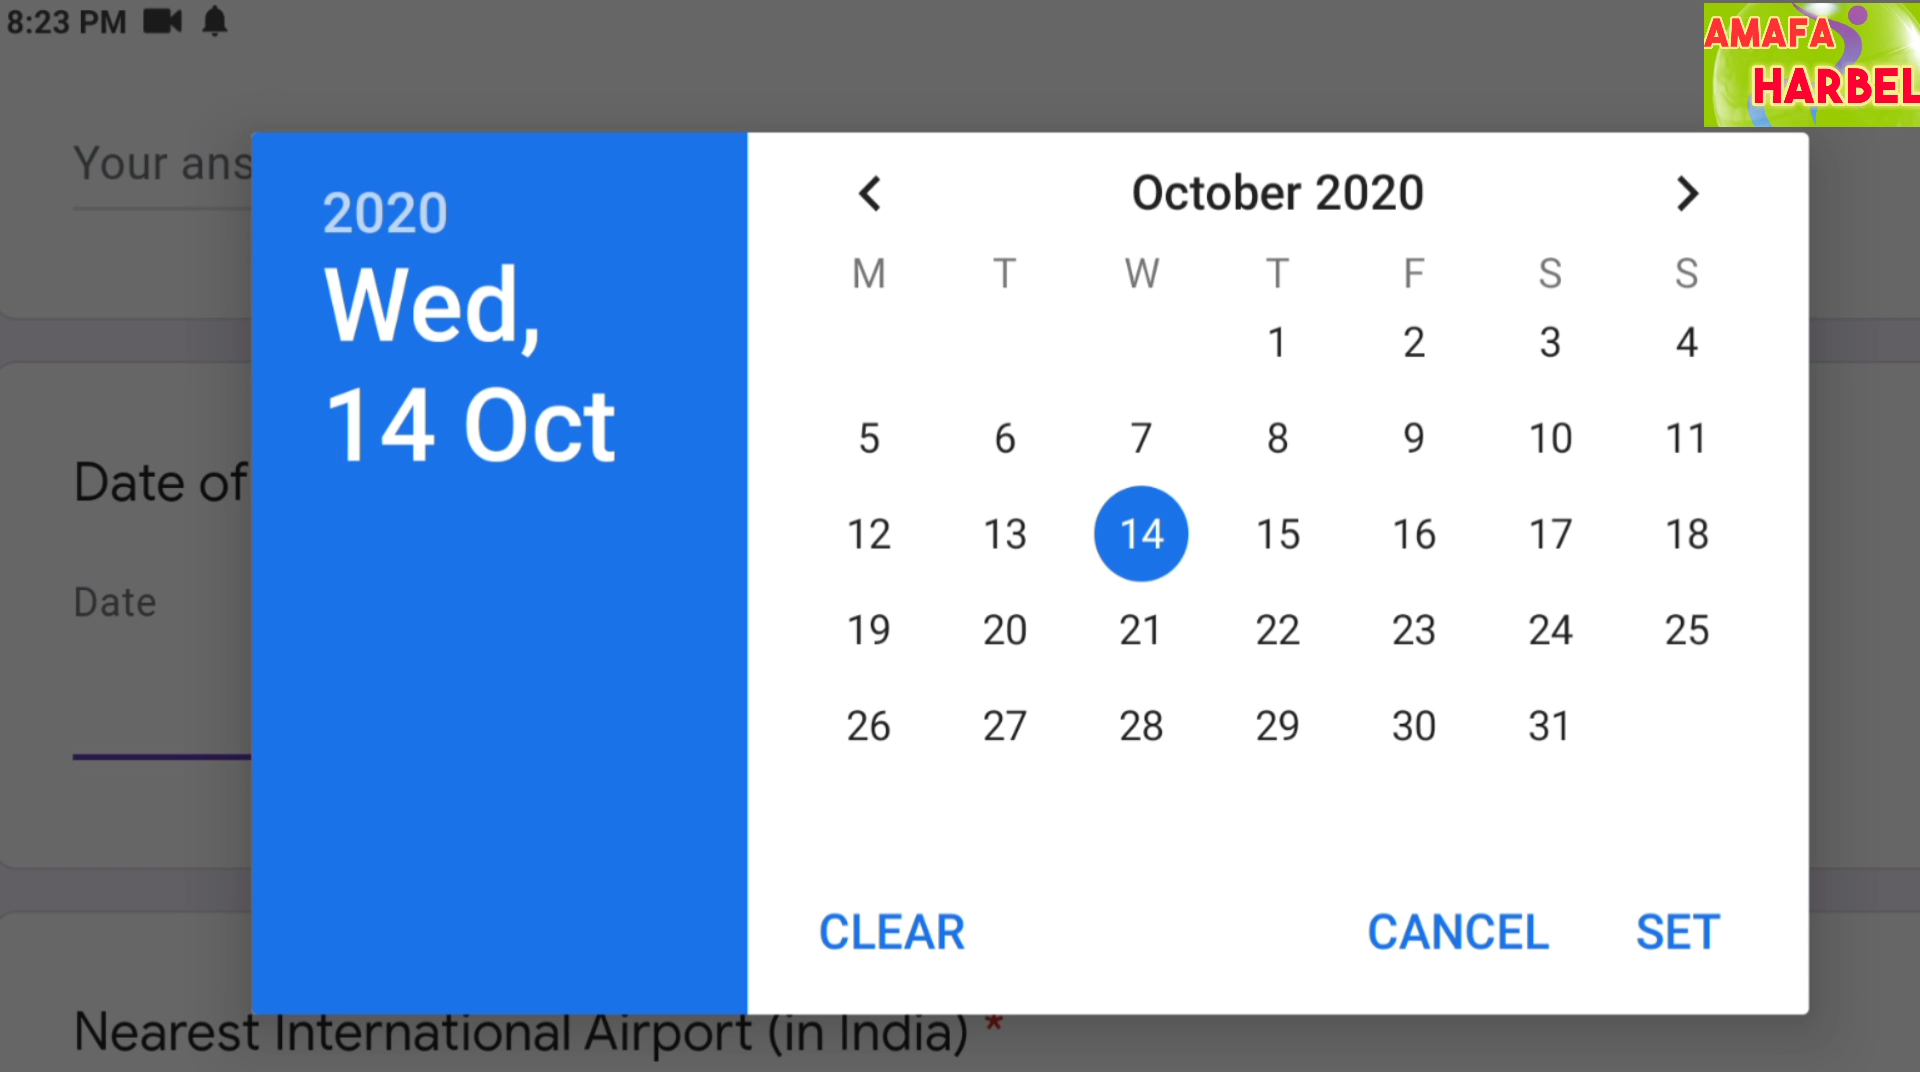 8:23 PM
AMAFA
HARBEL
Your ans
2020
Wed,
14 Oct
October 2020
M T W T F S S
1 2 3 4
5 6 7 8 9 10 11
12 13 14 15 16 17 18
19 20 21 22 23 24 25
26 27 28 29 30 31
CLEAR CANCEL SET
Date of
Date
Nearest International Airport (in India) *